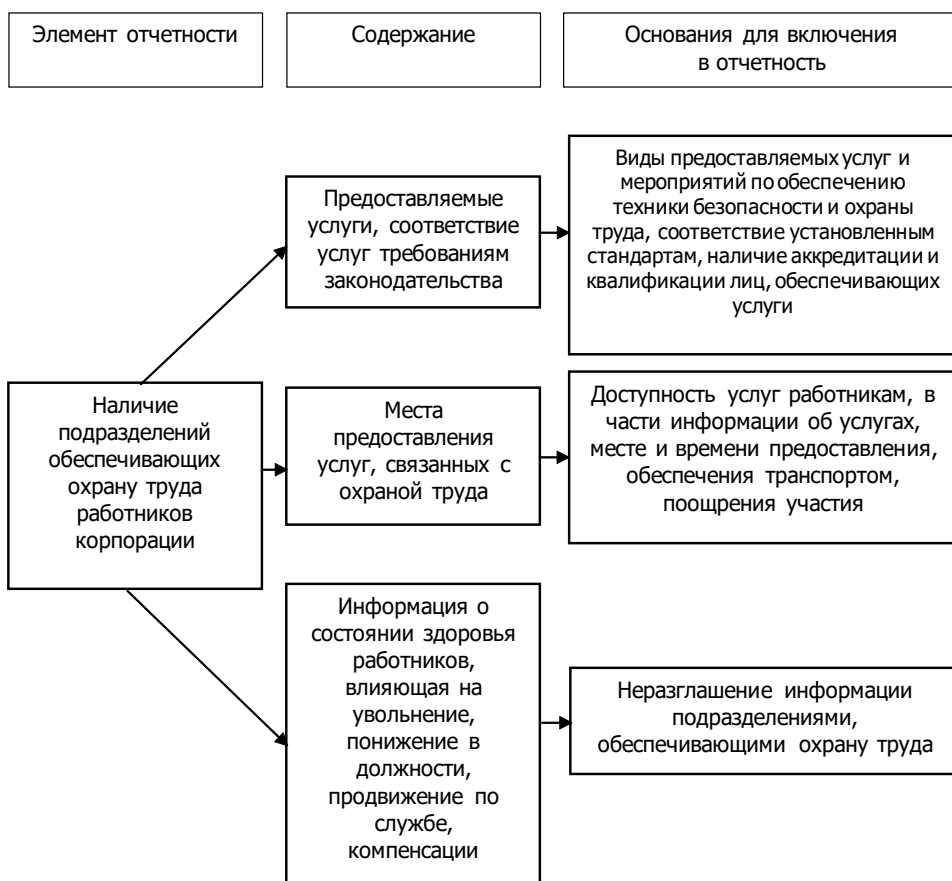 Элемент отчетности
Содержание
Основания для включения
в отчетность
Предоставляемые
услуги, соответствие
услуг требованиям
законодательства
Виды предоставляемых услуг и
мероприятий по обеспечению
техники безопасности и охраны
труда, соответствие установленным
стандартам, наличие аккредитации и
квалификации лиц, обеспечивающих
услуги
Наличие
подразделений
обеспечивающих
охрану труда
работников
корпорации
Места
предоставления
услуг, связанных с
охраной труда
Доступность услуг работникам, в
части информации об услугах,
месте и времени предоставления,
обеспечения транспортом,
поощрения участия
Информация о
состоянии здоровья
работников,
влияющая на
увольнение,
понижение в
должности,
продвижение по
службе,
компенсации
Неразглашение информации
подразделениями,
обеспечивающими охрану труда